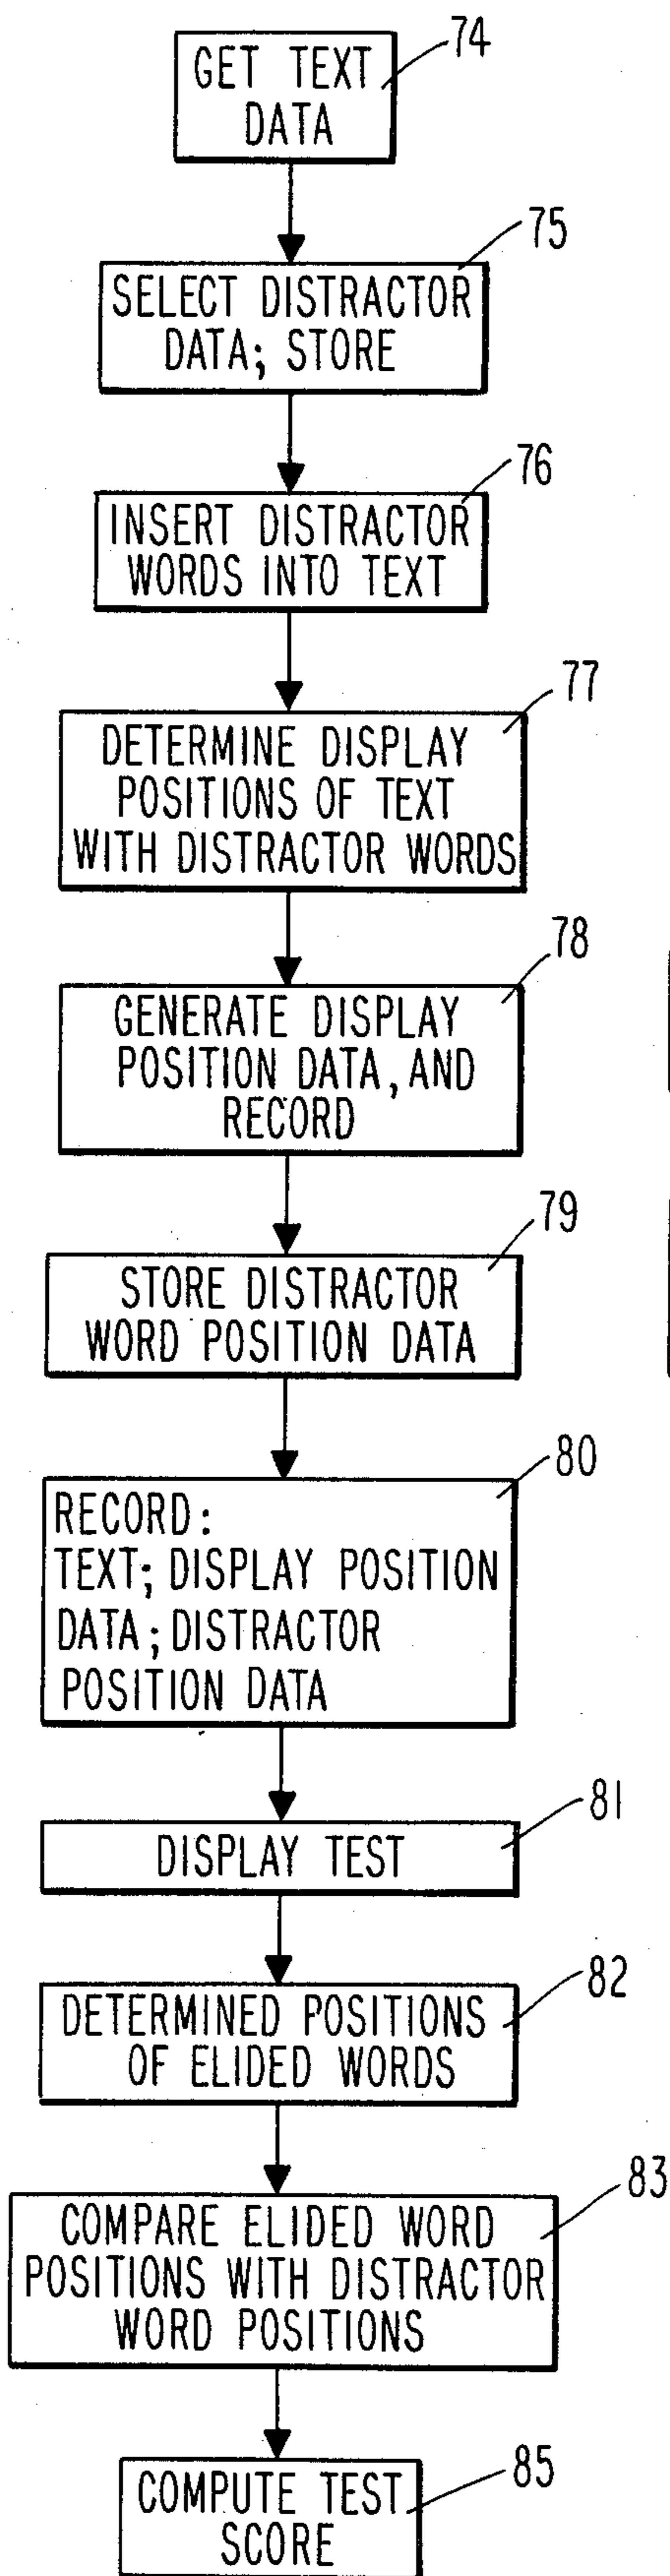 74
GET TEXT
DATA
75
SELECT DISTRACTOR
DATA; STORE
76
INSERT DISTRACTOR
WORDS INTO TEXT
77
DETERMINE DISPLAY
POSITIONS OF TEXT
WITH DISTRACTOR WORDS
78
GENERATE DISPLAY
POSITION DATA, AND
RECORD
79
STORE DISTRACTOR
WORD POSITION DATA
80
RECORD:
TEXT; DISPLAY POSITION
DATA; DISTRACTOR
POSITION DATA
81
DISPLAY TEST
82
DETERMINED POSITIONS
OF ELIDED WORDS
83
COMPARE ELIDED WORD
POSITIONS WITH DISTRACTOR
WORD POSITIONS
85
COMPUTE TEST
SCORE